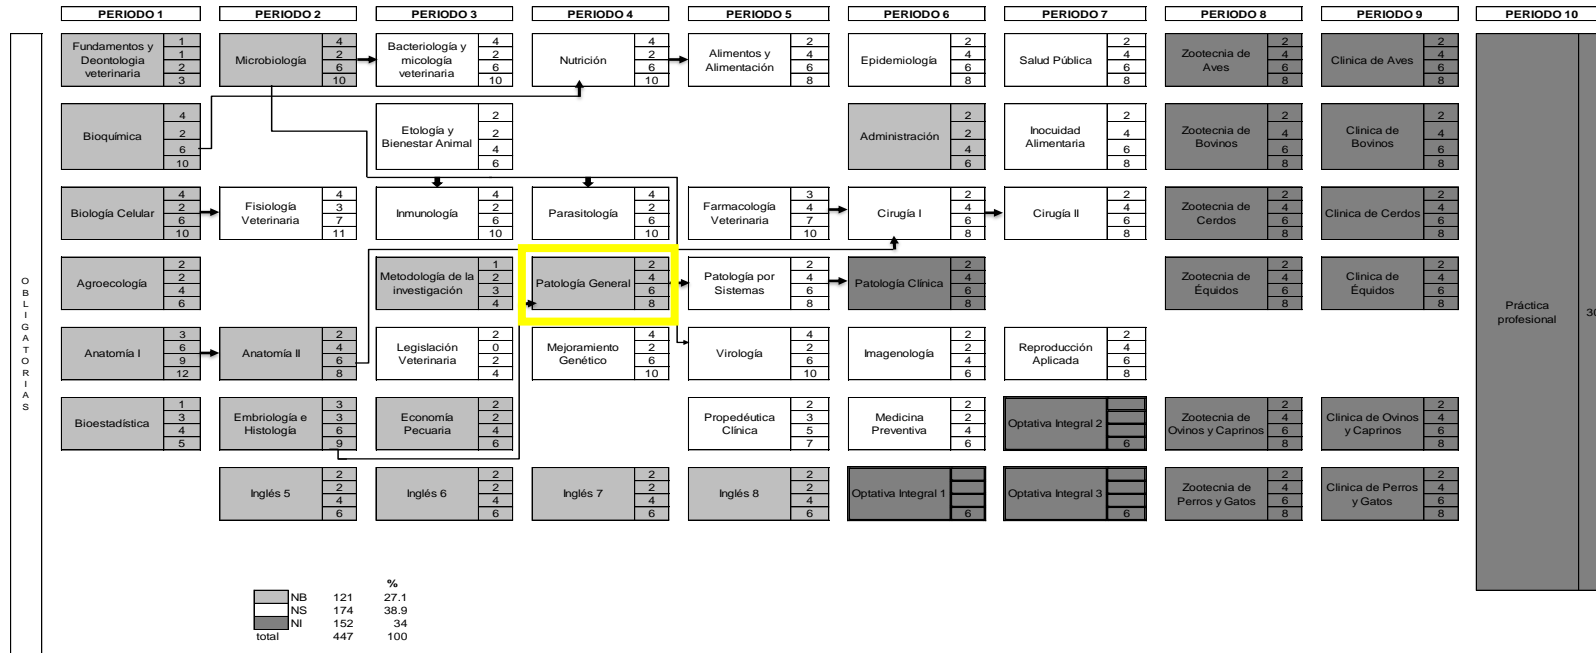 PERIODO 1 PERIODO 2 PERIODO 3 PERIODO 4 PERIODO 5 PERIODO 6 PERIODO 7 PERIODO 8 PERIODO 9 PERIODO 10
OBLIGATORIAS
Fundamentos y
Deontologia
veterinaria
1
1
2
3
Microbiología
4
2
6
10
Bacteriología y
micología
veterinaria
4
2
6
10
Nutrición
4
2
6
10
Alimentos y
Alimentación
2
4
6
8
Epidemiología
2
4
6
8
Salud Pública
2
4
6
8
Zootecnia de
Aves
2
4
6
8
Clinica de Aves
2
4
6
8
Bioquímica
4
2
6
10
Etología y
Bienestar Animal
2
2
4
6
Administración
2
2
4
6
Inocuidad
Alimentaria
2
4
6
8
Zootecnia de
Bovinos
2
4
6
8
Clinica de
Bovinos
2
4
6
8
Biología Celular
4
2
6
10
Fisiología
Veterinaria
4
3
7
11
Inmunología
4
2
6
10
Parasitología
4
2
6
10
Farmacología
Veterinaria
3
4
7
10
Cirugía I
2
4
6
8
Cirugía II
2
4
6
8
Zootecnia de
Cerdos
2
4
6
8
Clinica de Cerdos
2
4
6
8
Agroecología
2
2
4
6
Metodología de la
investigación
1
2
3
4
Patología General
2
4
6
8
Patología por
Sistemas
2
4
6
8
Patología Clínica
2
4
6
8
Zootecnia de
Équidos
2
4
6
8
Clínica de
Équidos
2
4
6
8
Práctica
profesional
30
Anatomía I
3
6
9
12
Anatomía II
2
4
6
8
Legislación
Veterinaria
2
0
2
4
Mejoramiento
Genético
4
2
6
10
Virología
4
2
6
10
Imagenología
2
2
4
6
Reproducción
Aplicada
2
4
6
8
Bioestadística
1
3
4
5
Embriología e
Histología
3
3
6
9
Economía
Pecuaria
2
2
4
6
Propedéutica
Clínica
2
3
5
7
Medicina
Preventiva
2
2
4
6
Optativa Integral 2
6
Zootecnia de
Ovinos y Caprinos
2
4
6
8
Clinica de Ovinos
y Caprinos
2
4
6
8
Inglés 5
2
2
4
6
Inglés 6
2
2
4
6
Inglés 7
2
2
4
6
Inglés 8
2
2
4
6
Optativa Integral 1
6
Optativa Integral 3
6
Zootecnia de
Perros y Gatos
2
4
6
8
Clinica de Perros
y Gatos
2
4
6
8
%
NB 121 27.1
NS 174 38.9
NI 152 34
total 447 100